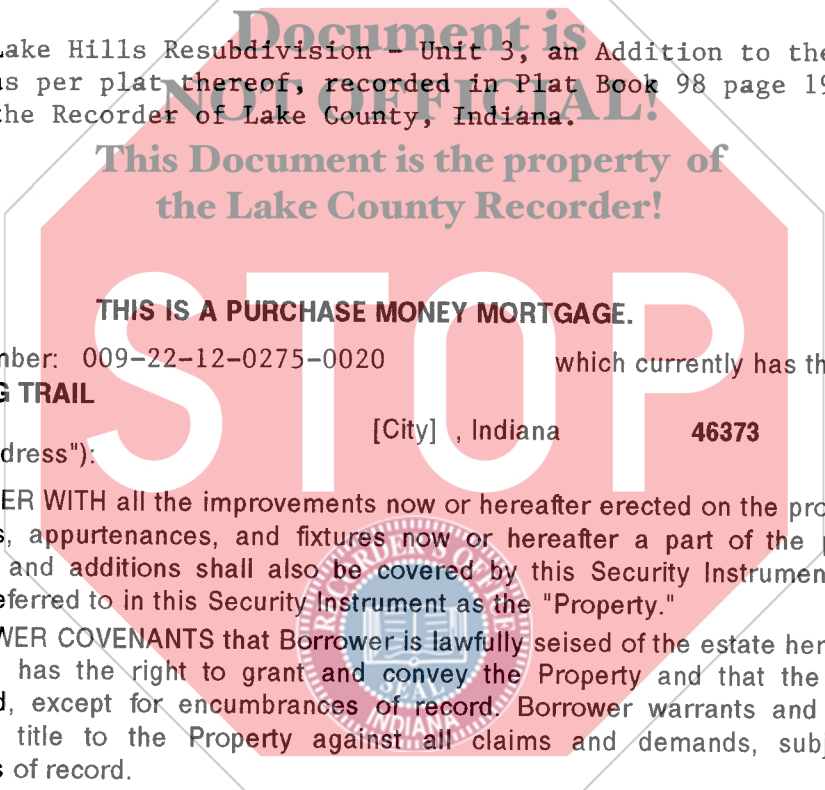 Document is
Lake Hills Resubdivision - Unit 3, an Addition to the
as per plat thereof, recorded in Plat Book 98 page 19
NOT OFFICIAL!
the Recorder of Lake County, Indiana.
This Document is the property of
the Lake County Recorder!
STOP
THIS IS A PURCHASE MONEY MORTGAGE.
mber: 009-22-12-0275-0020 which currently has th
G TRAIL
[City] , Indiana 46373
dress"):
ER WITH all the improvements now or hereafter erected on the pro
s, appurtenances, and fixtures now or hereafter a part of the
and additions shall also be covered by this Security Instrumen
eferred to in this Security Instrument as the "Property."
WER COVENANTS that Borrower is lawfully seised of the estate her
has the right to grant and convey the Property and that the
d, except for encumbrances of record. Borrower warrants and
title to the Property against all claims and demands, subj
s of record.
RECORDER'S OFFICE
SEAL
INDIANA